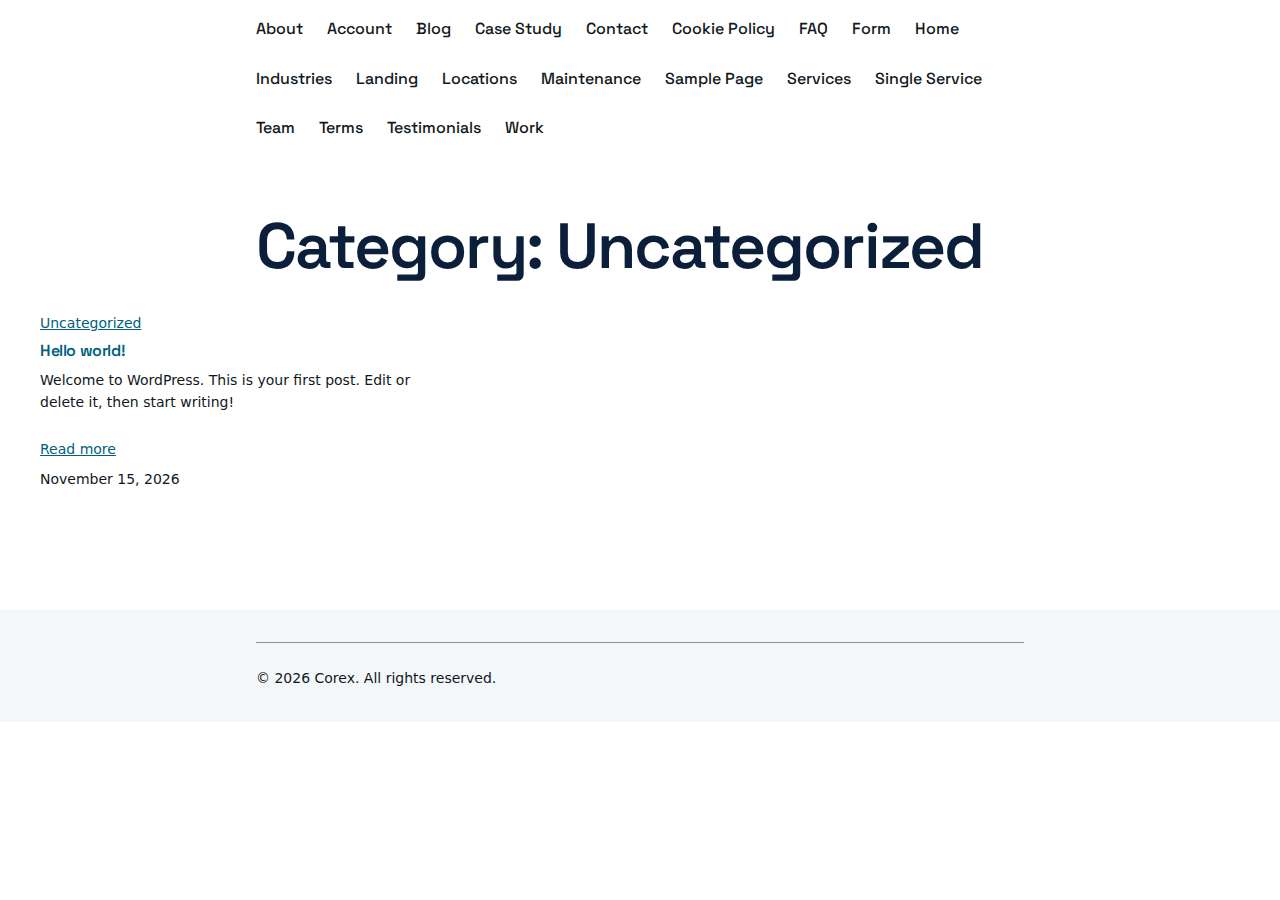 About Account Blog Case Study Contact Cookie Policy FAQ Form Home
Industries Landing Locations Maintenance Sample Page Services Single Service
Team Terms Testimonials Work
Category: Uncategorized
Uncategorized
Hello world!
Welcome to WordPress. This is your first post. Edit or
delete it, then start writing!
Read more
November 15, 2026
© 2026 Corex. All rights reserved.